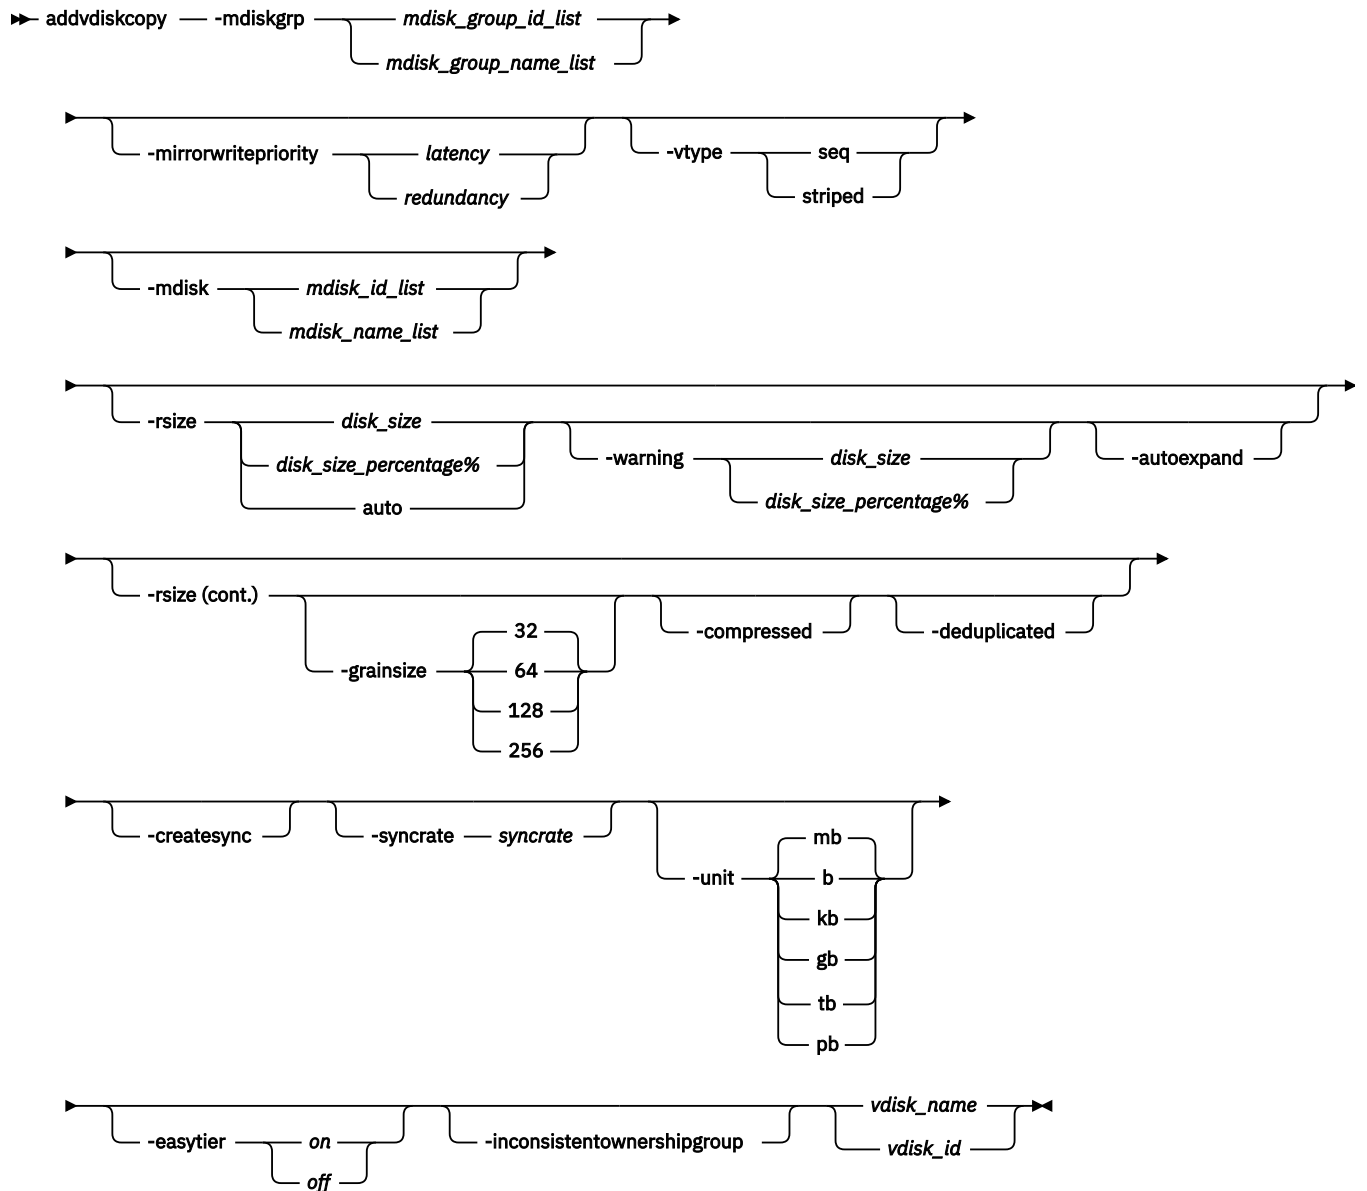 addvdiskcopy -mdiskgrp mdisk_group_id_list
mdisk_group_name_list
-mirrorwritepriority latency -vtype seq
redundancy striped
-mdisk mdisk_id_list
mdisk_name_list
-rsize disk_size
disk_size_percentage% -warning disk_size -autoexpand
auto disk_size_percentage%
-rsize (cont.)
32 -compressed -deduplicated
-grainsize 64
128
256
-createsync -syncrate syncrate
mb
-unit b
kb
gb
tb
pb
vdisk_name
-easytier on -inconsistentownershipgroup vdisk_id
off